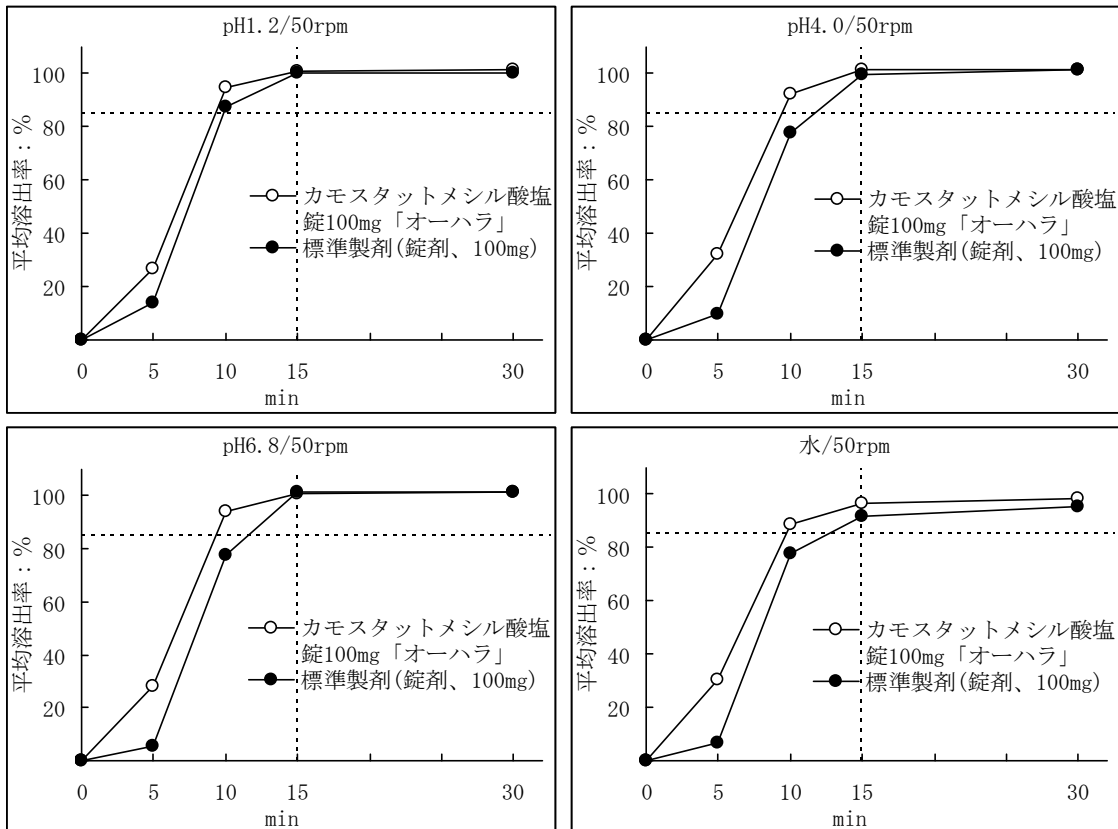 pH1.2/50rpm
平均溶出率：%
100
80
60
40
20
カモスタットメシル酸塩
錠100mg「オーハラ」
標準製剤(錠剤、100mg)
0 5 10 15 30
min
pH4.0/50rpm
平均溶出率：%
100
80
60
40
20
カモスタットメシル酸塩
錠100mg「オーハラ」
標準製剤(錠剤、100mg)
0 5 10 15 30
min
pH6.8/50rpm
平均溶出率：%
100
80
60
40
20
カモスタットメシル酸塩
錠100mg「オーハラ」
標準製剤(錠剤、100mg)
0 5 10 15 30
min
水/50rpm
平均溶出率：%
100
80
60
40
20
カモスタットメシル酸塩
錠100mg「オーハラ」
標準製剤(錠剤、100mg)
0 5 10 15 30
min